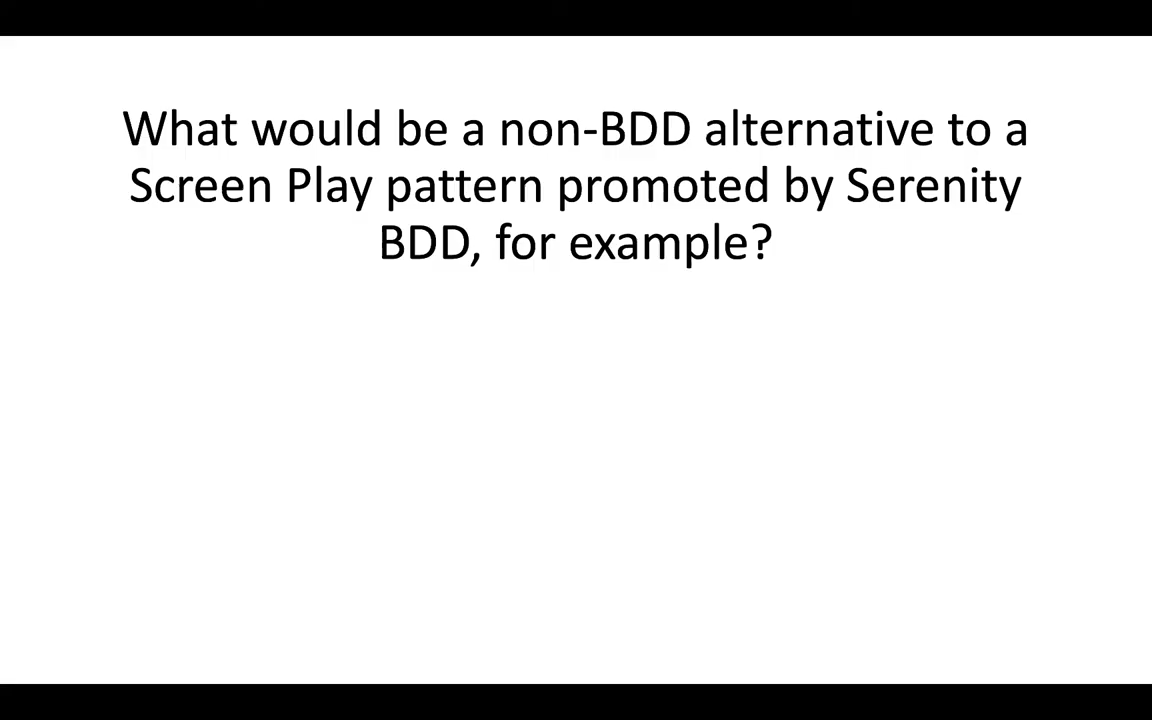 What would be a non-BDD alternative to a
Screen Play pattern promoted by Serenity
BDD, for example?